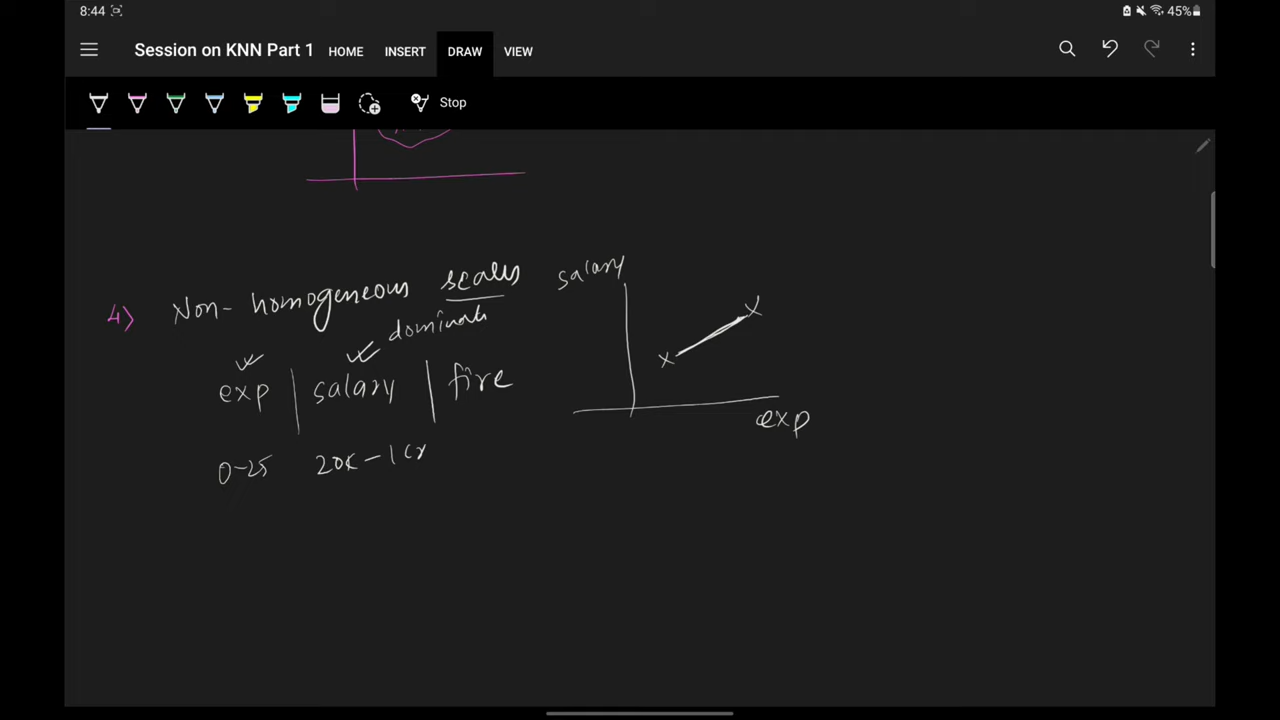 8:44
45%
Session on KNN Part 1 HOME INSERT DRAW VIEW
Stop
4) Non-homogeneous scales
dominate
exp | salary | fire
0-25 20K-1Cr
salary
exp